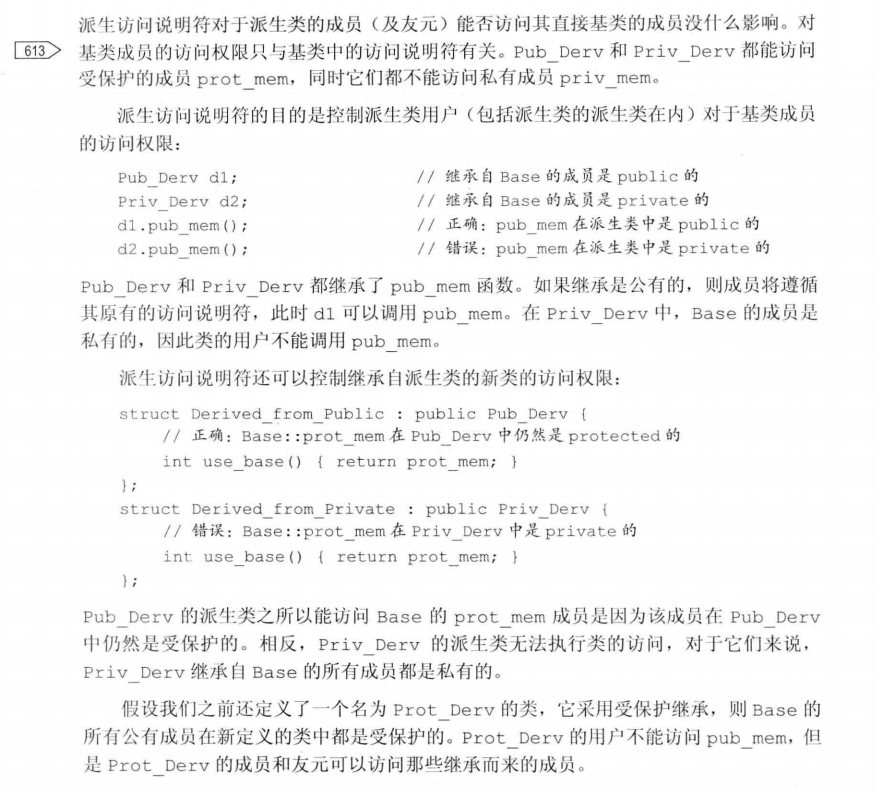 派生访问说明符对于派生类的成员（及友元）能否访问其直接基类的成员没什么影响。对
613
基类成员的访问权限只与基类中的访问说明符有关。Pub_Derv 和 Priv_Derv 都能访问
受保护的成员 prot_mem，同时它们都不能访问私有成员 priv_mem。
派生访问说明符的目的是控制派生类用户（包括派生类的派生类在内）对于基类成员
的访问权限：
Pub_Derv d1; // 继承自 Base 的成员是 public 的
Priv_Derv d2; // 继承自 Base 的成员是 private 的
d1.pub_mem(); // 正确：pub_mem 在派生类中是 public 的
d2.pub_mem(); // 错误：pub_mem 在派生类中是 private 的
Pub_Derv 和 Priv_Derv 都继承了 pub_mem 函数。如果继承是公有的，则成员将遵循
其原有的访问说明符，此时 d1 可以调用 pub_mem。在 Priv_Derv 中，Base 的成员是
私有的，因此类的用户不能调用 pub_mem。
派生访问说明符还可以控制继承自派生类的新类的访问权限：
struct Derived_from_Public : public Pub_Derv {
// 正确：Base::prot_mem 在 Pub_Derv 中仍然是 protected 的
int use_base() { return prot_mem; }
};
struct Derived_from_Private : public Priv_Derv {
// 错误：Base::prot_mem 在 Priv_Derv 中是 private 的
int use_base() { return prot_mem; }
};
Pub_Derv 的派生类之所以能访问 Base 的 prot_mem 成员是因为该成员在 Pub_Derv
中仍然是受保护的。相反，Priv_Derv 的派生类无法执行类的访问，对于它们来说，
Priv_Derv 继承自 Base 的所有成员都是私有的。
假设我们之前还定义了一个名为 Prot_Derv 的类，它采用受保护继承，则 Base 的
所有公有成员在新定义的类中都是受保护的。Prot_Derv 的用户不能访问 pub_mem，但
是 Prot_Derv 的成员和友元可以访问那些继承而来的成员。